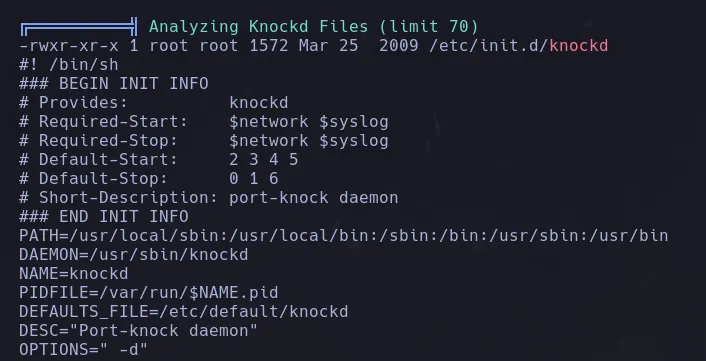 ╔══════════╣ Analyzing Knockd Files (limit 70)
-rwxr-xr-x 1 root root 1572 Mar 25  2009 /etc/init.d/knockd
#! /bin/sh
### BEGIN INIT INFO
# Provides:          knockd
# Required-Start:    $network $syslog
# Required-Stop:     $network $syslog
# Default-Start:     2 3 4 5
# Default-Stop:      0 1 6
# Short-Description: port-knock daemon
### END INIT INFO
PATH=/usr/local/sbin:/usr/local/bin:/sbin:/bin:/usr/sbin:/usr/bin
DAEMON=/usr/sbin/knockd
NAME=knockd
PIDFILE=/var/run/$NAME.pid
DEFAULTS_FILE=/etc/default/knockd
DESC="Port-knock daemon"
OPTIONS=" -d"